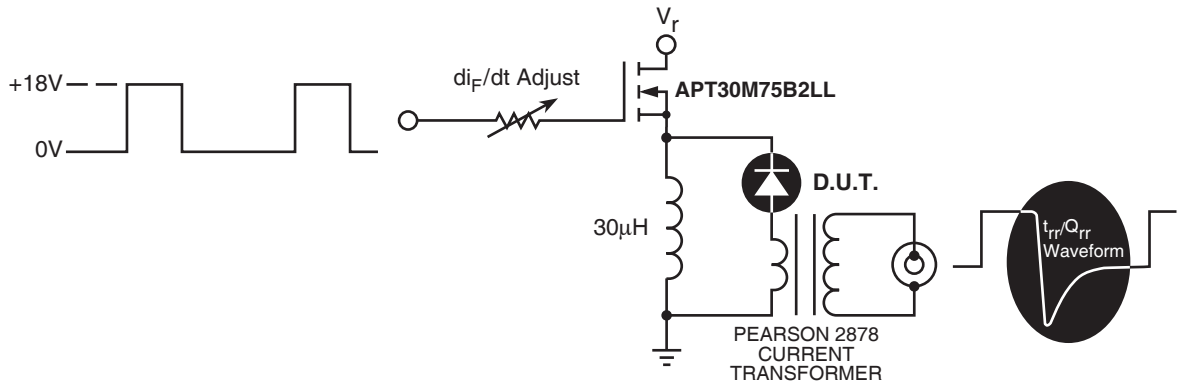 +18V
0V
di_F/dt Adjust
V_r
APT30M75B2LL
D.U.T.
30μH
t_rr/Q_rr
Waveform
PEARSON 2878
CURRENT
TRANSFORMER